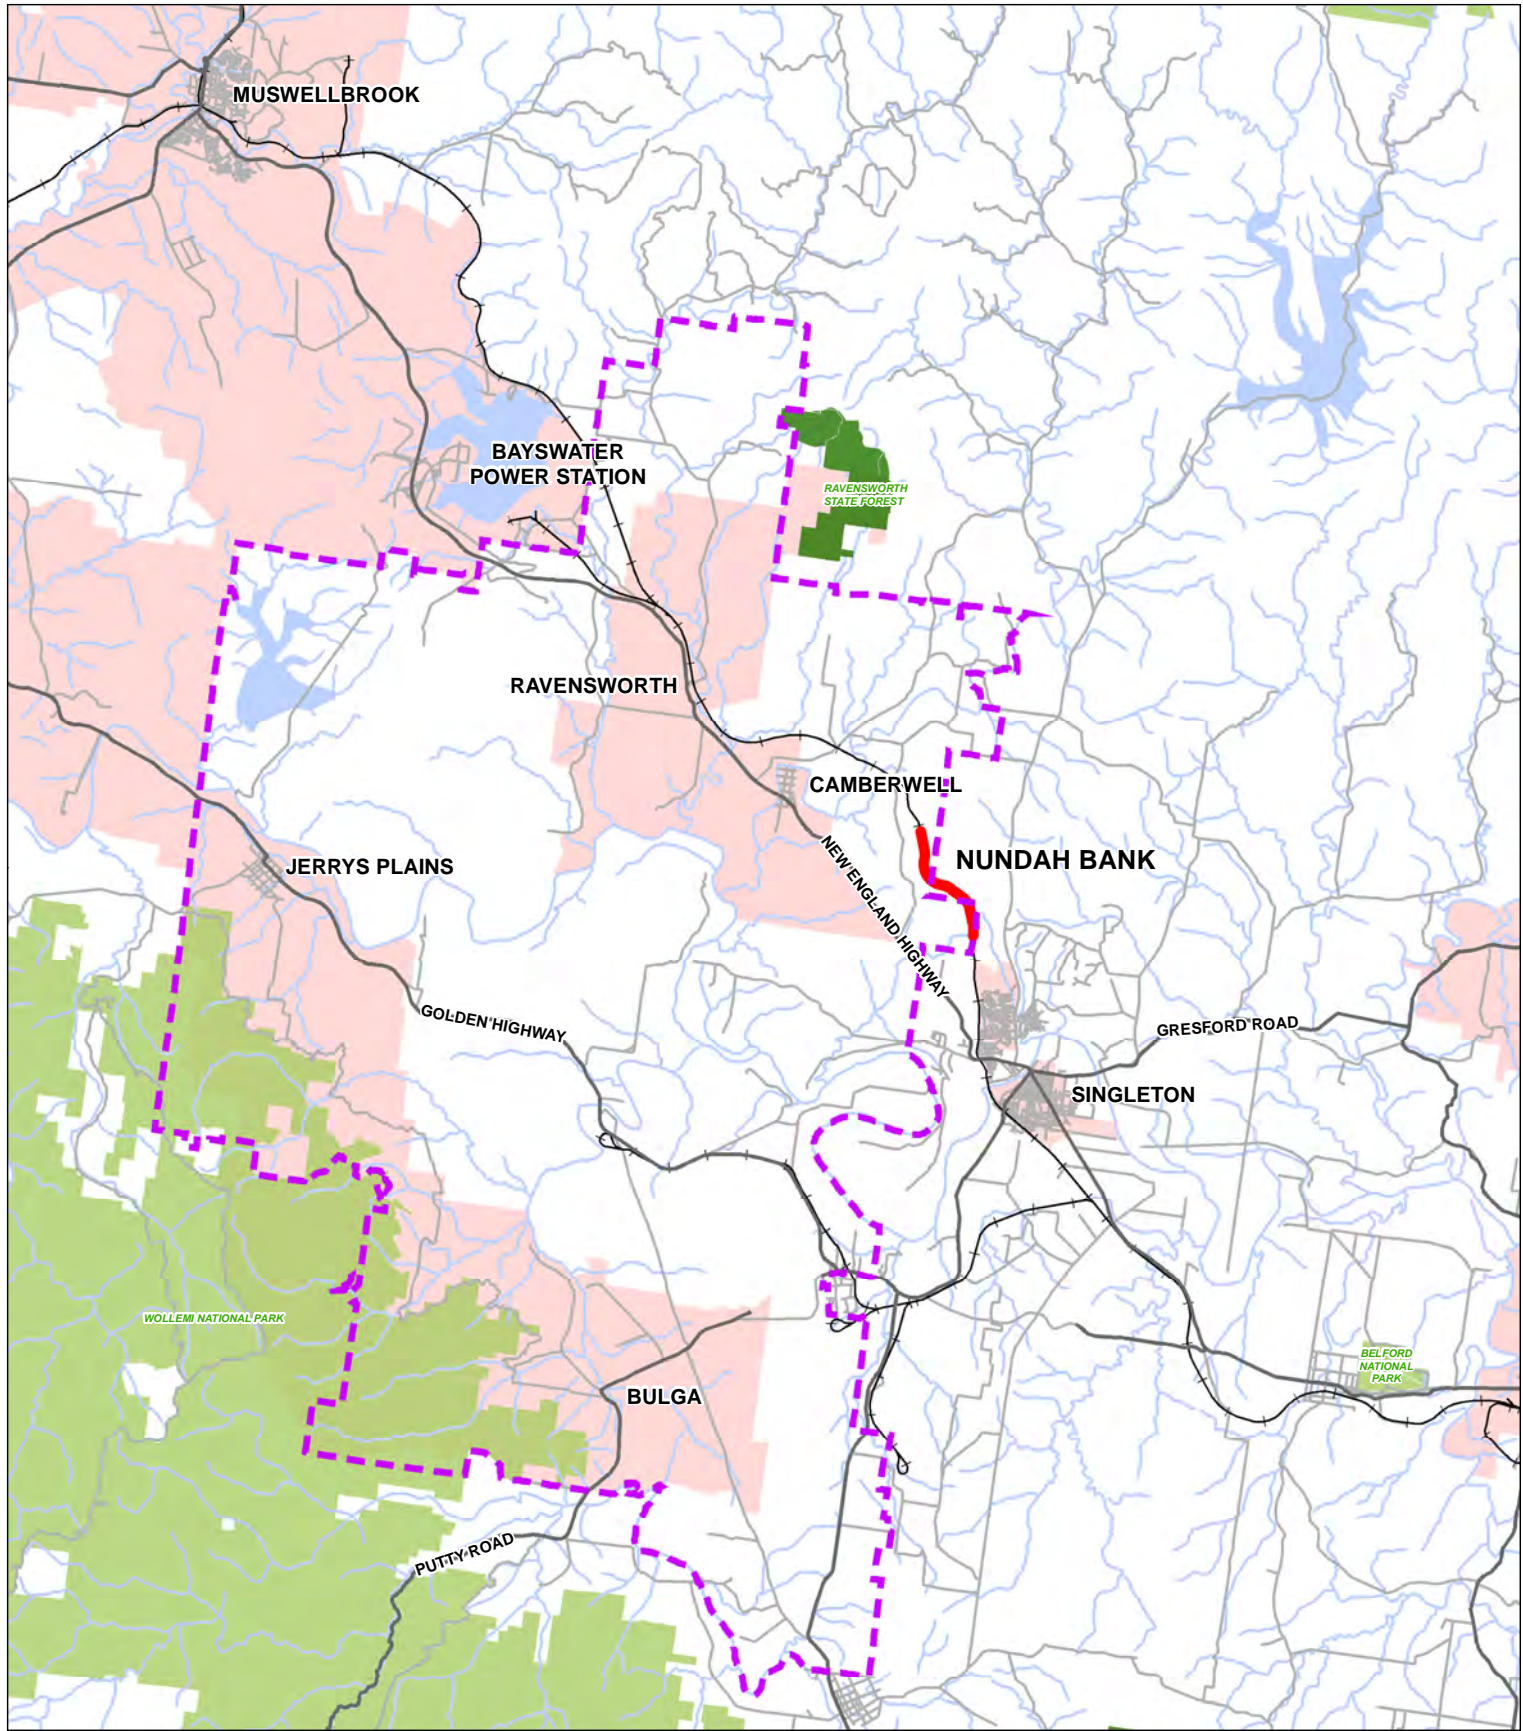 MUSWELLBROOK
BAYSWATER
POWER STATION
RAVENSWORTH
STATE FOREST
RAVENSWORTH
CAMBERWELL
NUNDAH BANK
JERRYS PLAINS
NEW ENGLAND HIGHWAY
GOLDEN HIGHWAY
GRESFORD ROAD
SINGLETON
WOLLEMI NATIONAL PARK
BELFORD
NATIONAL
PARK
BULGA
PUTTY ROAD